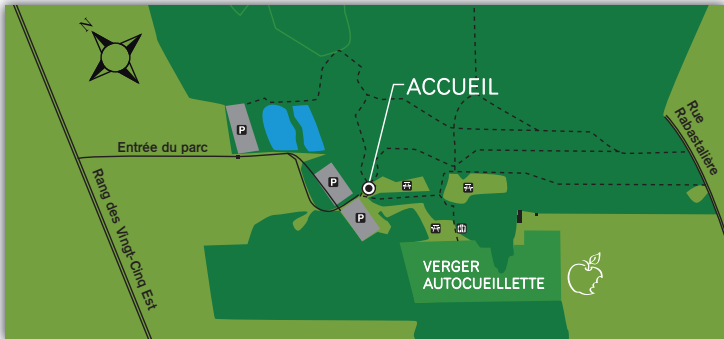 N
ACCUEIL
P
Entrée du parc
Rue
Rabastalière
P
P
Rang des Vingt-Cinq Est
VERGER
AUTOCUEILLETTE